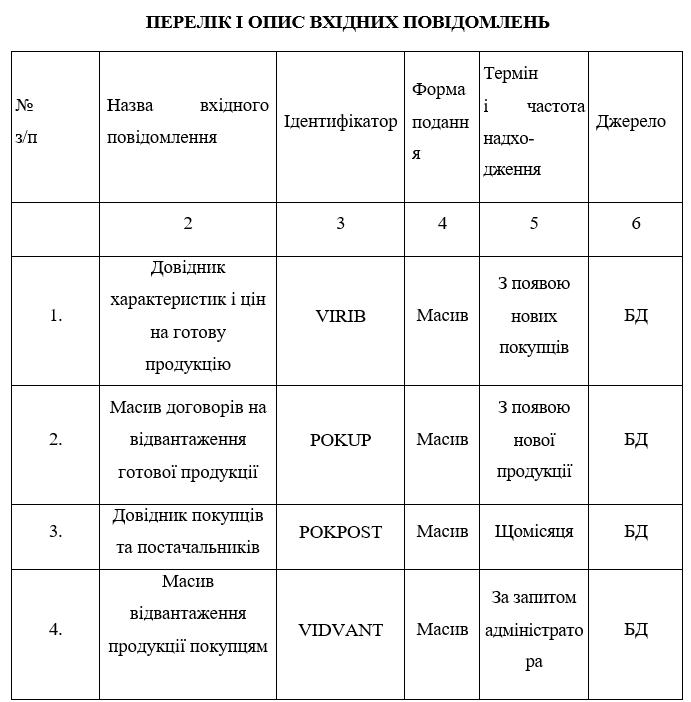 ПЕРЕЛІК І ОПИС ВХІДНИХ ПОВІДОМЛЕНЬ
№
з/п
Назва вхідного
повідомлення
Ідентифікатор
Форма
поданн
я
Термін
і частота
надхо-
дження
Джерело
2
3
4
5
6
1.
Довідник
характеристик і цін
на готову
продукцію
VIRIB
Масив
З появою
нових
покупців
БД
2.
Масив договорів на
відвантаження
готової продукції
POKUP
Масив
З появою
нової
продукції
БД
3.
Довідник покупців
та постачальників
POKPOST
Масив
Щомісяця
БД
4.
Масив
відвантаження
продукції покупцям
VIDVANT
Масив
За запитом
адміністрато
ра
БД